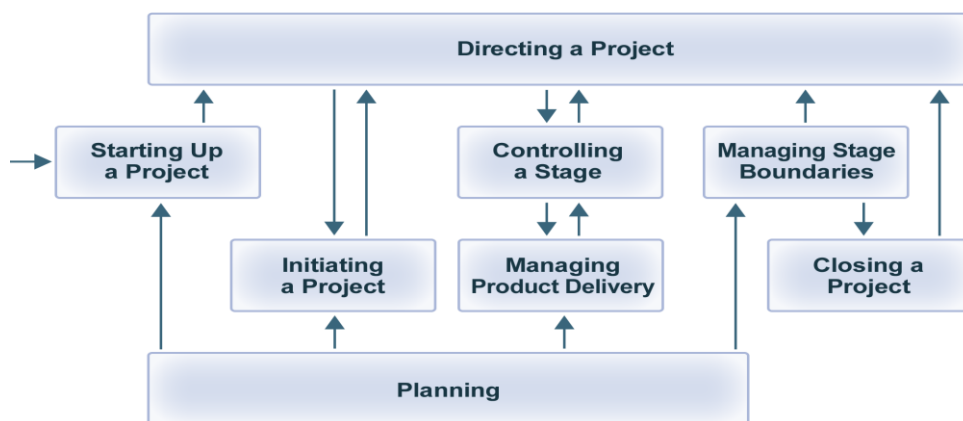 Directing a Project
Starting Up
a Project
Controlling
a Stage
Managing Stage
Boundaries
Initiating
a Project
Managing
Product Delivery
Closing a
Project
Planning